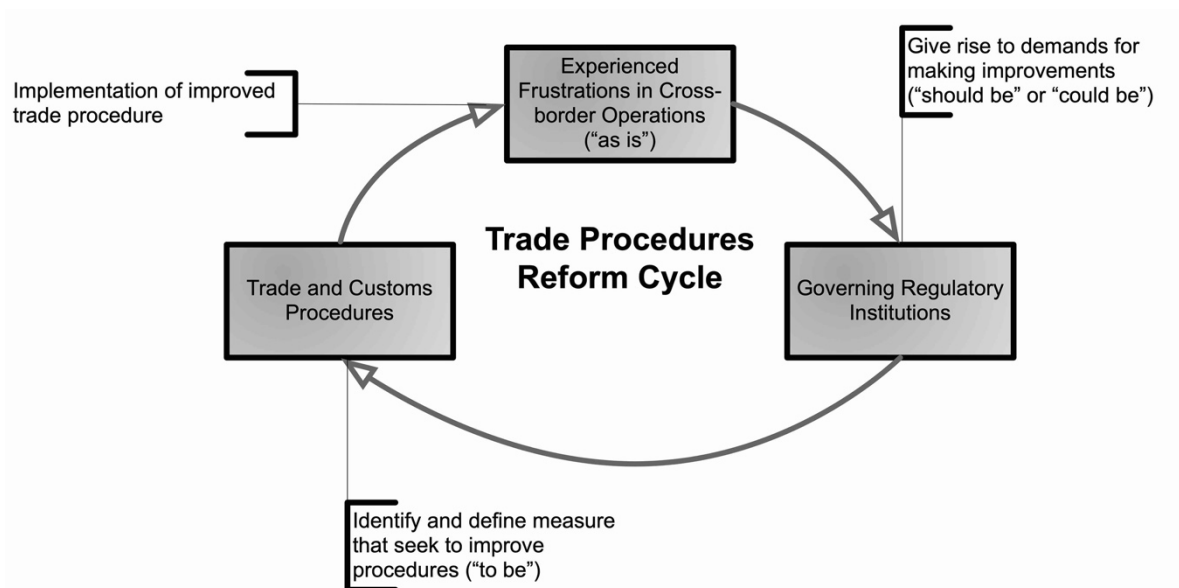 Experienced
Frustrations in Cross-
border Operations
(“as is”)
Give rise to demands for
making improvements
(“should be” or “could be”)
Implementation of improved
trade procedure
Trade Procedures
Reform Cycle
Trade and Customs
Procedures
Governing Regulatory
Institutions
Identify and define measure
that seek to improve
procedures (“to be”)